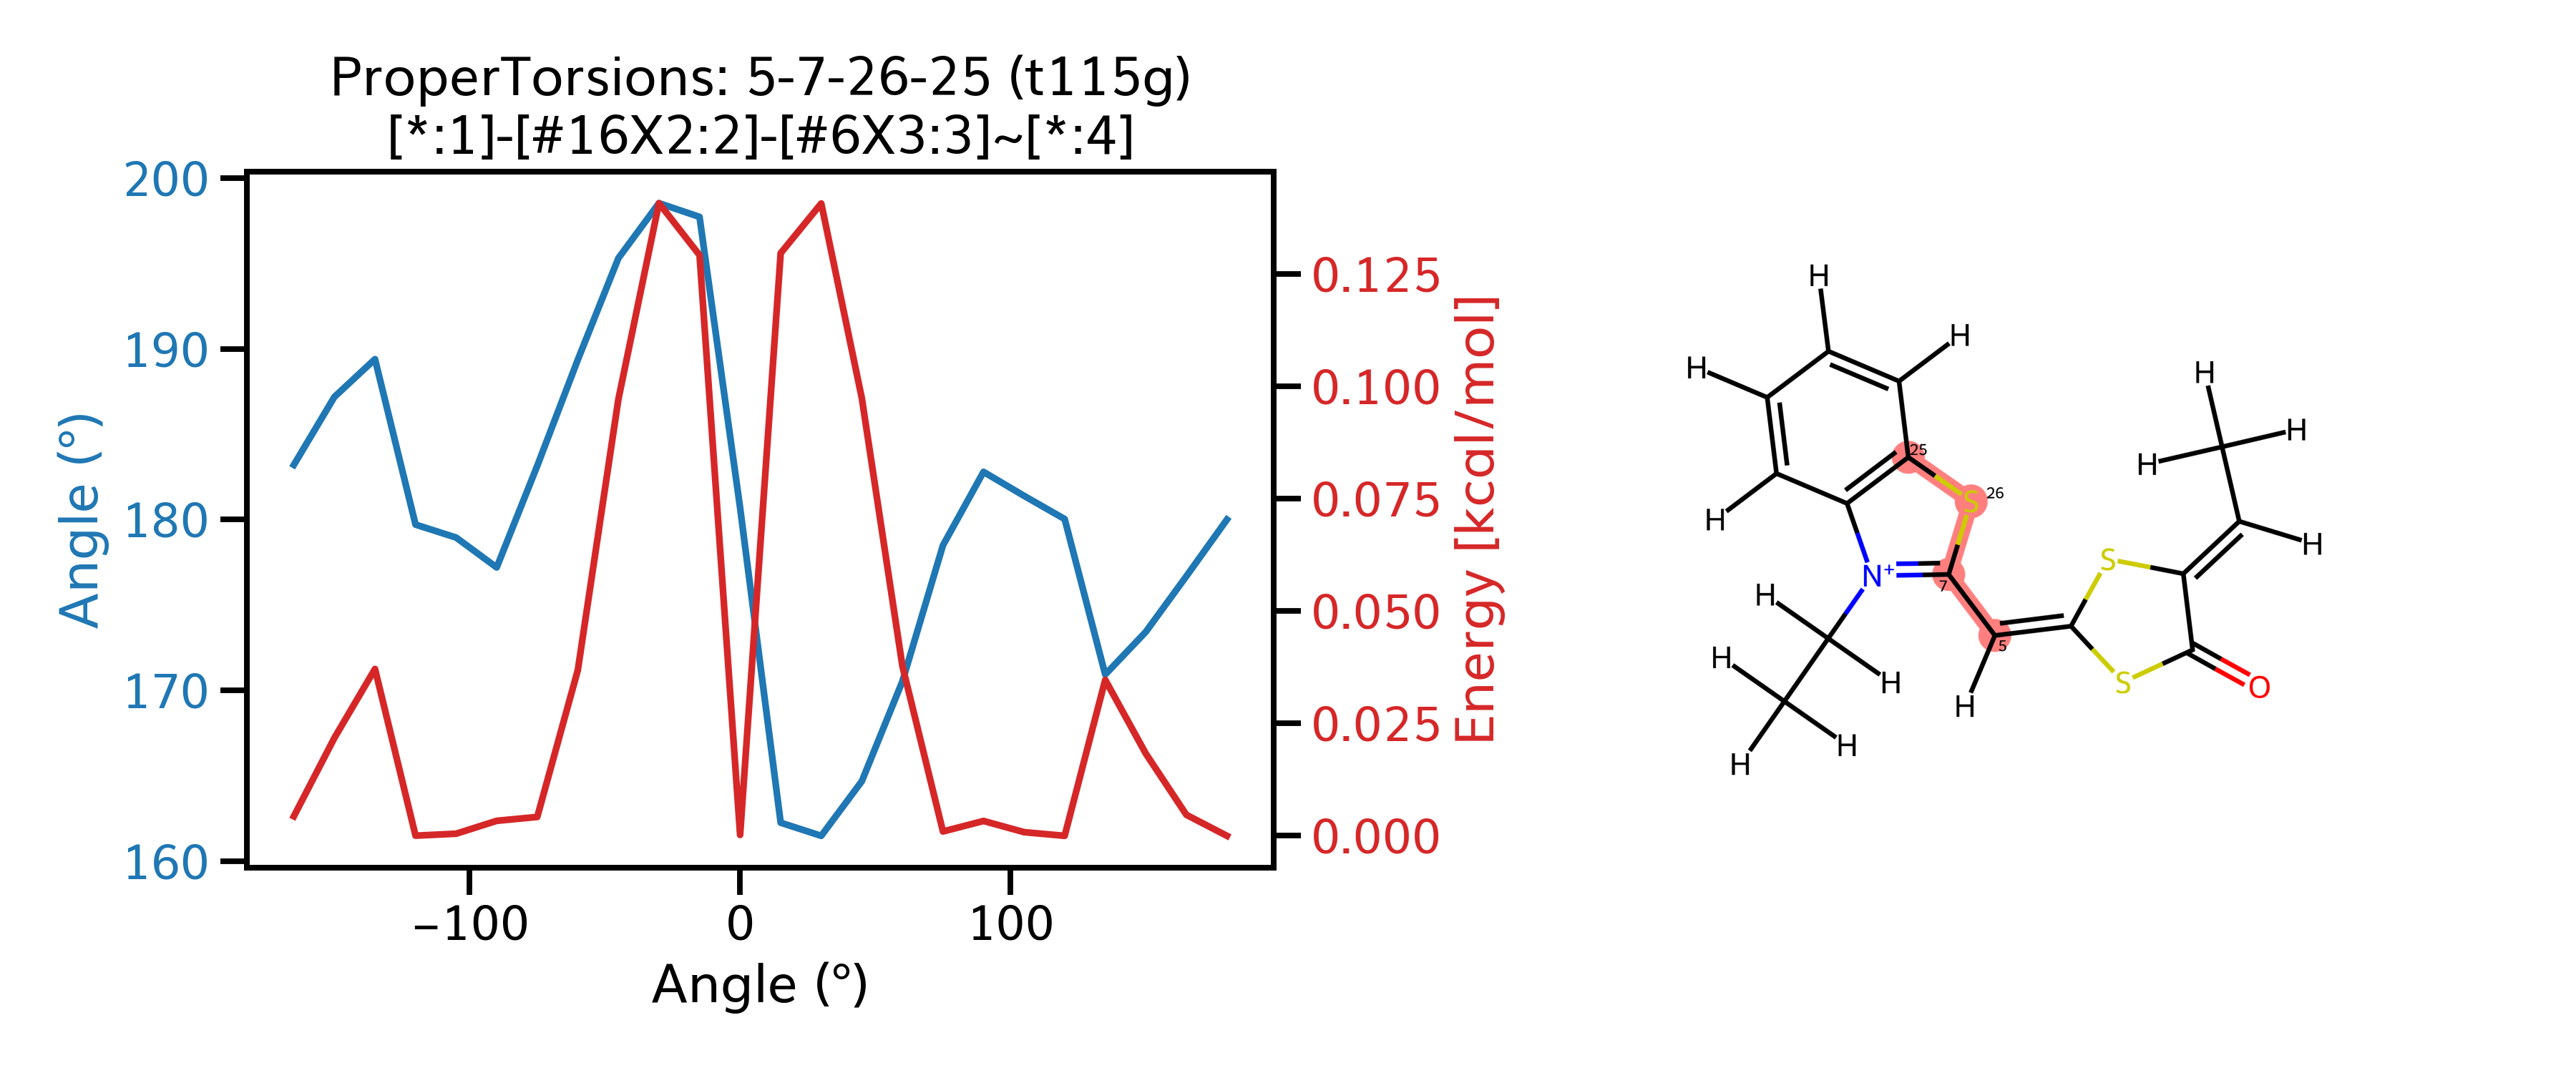 ProperTorsions: 5-7-26-25 (t115g)
[*:1]-[#16X2:2]-[#6X3:3]~[*:4]
200
190
180
170
160
Angle (°)
−100
0
100
Angle (°)
0.125
0.100
0.075
0.050
0.025
0.000
Energy [kcal/mol]
H
H
H
H
H
H
25
H
S 26
H
S
H
N⁺
7
H
H
5
H
S
O
H
H
H